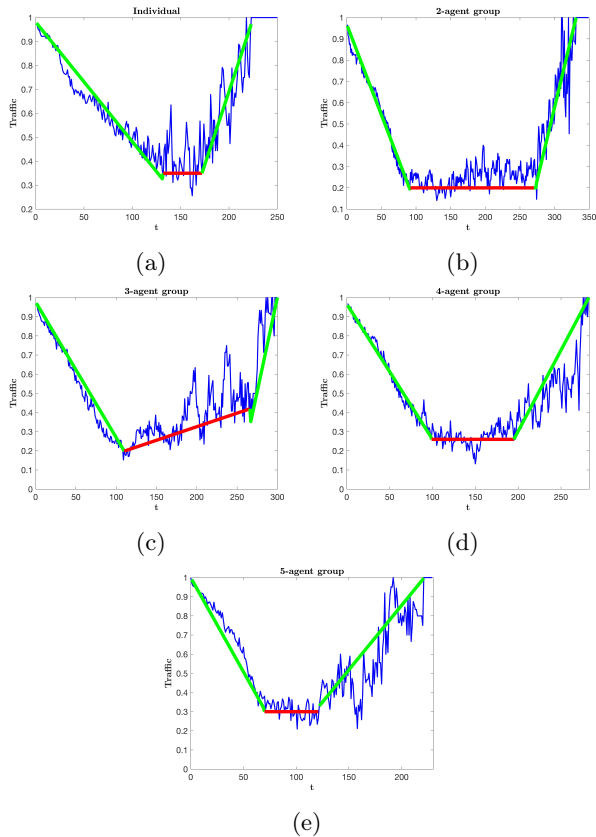 Individual
1
0.9
0.8
0.7
0.6
0.5
0.4
0.3
0.2
Traffic
0 50 100 150 200 250
t
(a)
2-agent group
1
0.9
0.8
0.7
0.6
0.5
0.4
0.3
0.2
0.1
Traffic
0 50 100 150 200 250 300 350
t
(b)
3-agent group
1
0.9
0.8
0.7
0.6
0.5
0.4
0.3
0.2
0.1
0
Traffic
0 50 100 150 200 250 300
t
(c)
4-agent group
1
0.9
0.8
0.7
0.6
0.5
0.4
0.3
0.2
0.1
0
Traffic
0 50 100 150 200 250
t
(d)
5-agent group
1
0.9
0.8
0.7
0.6
0.5
0.4
0.3
0.2
0.1
0
Traffic
0 50 100 150 200
t
(e)